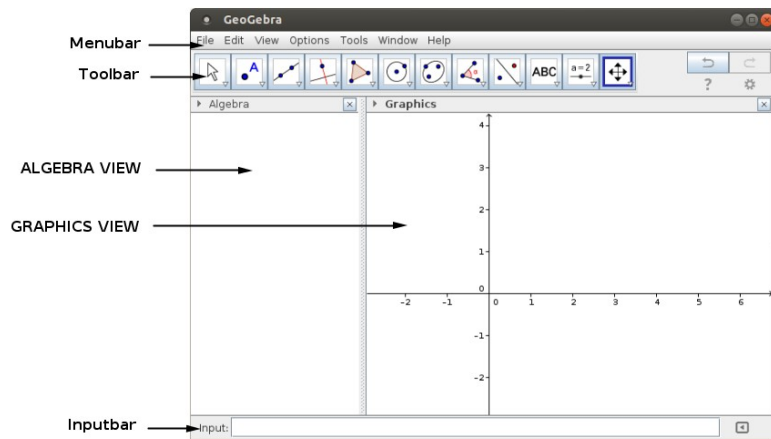 GeoGebra
Menubar
File Edit View Options Tools Window Help
Toolbar
A
α
ABC
a=2
?
Algebra
Graphics
4
ALGEBRA VIEW
3
GRAPHICS VIEW
2
1
0
-2 -1 0 1 2 3 4 5 6
-1
-2
Inputbar
Input: